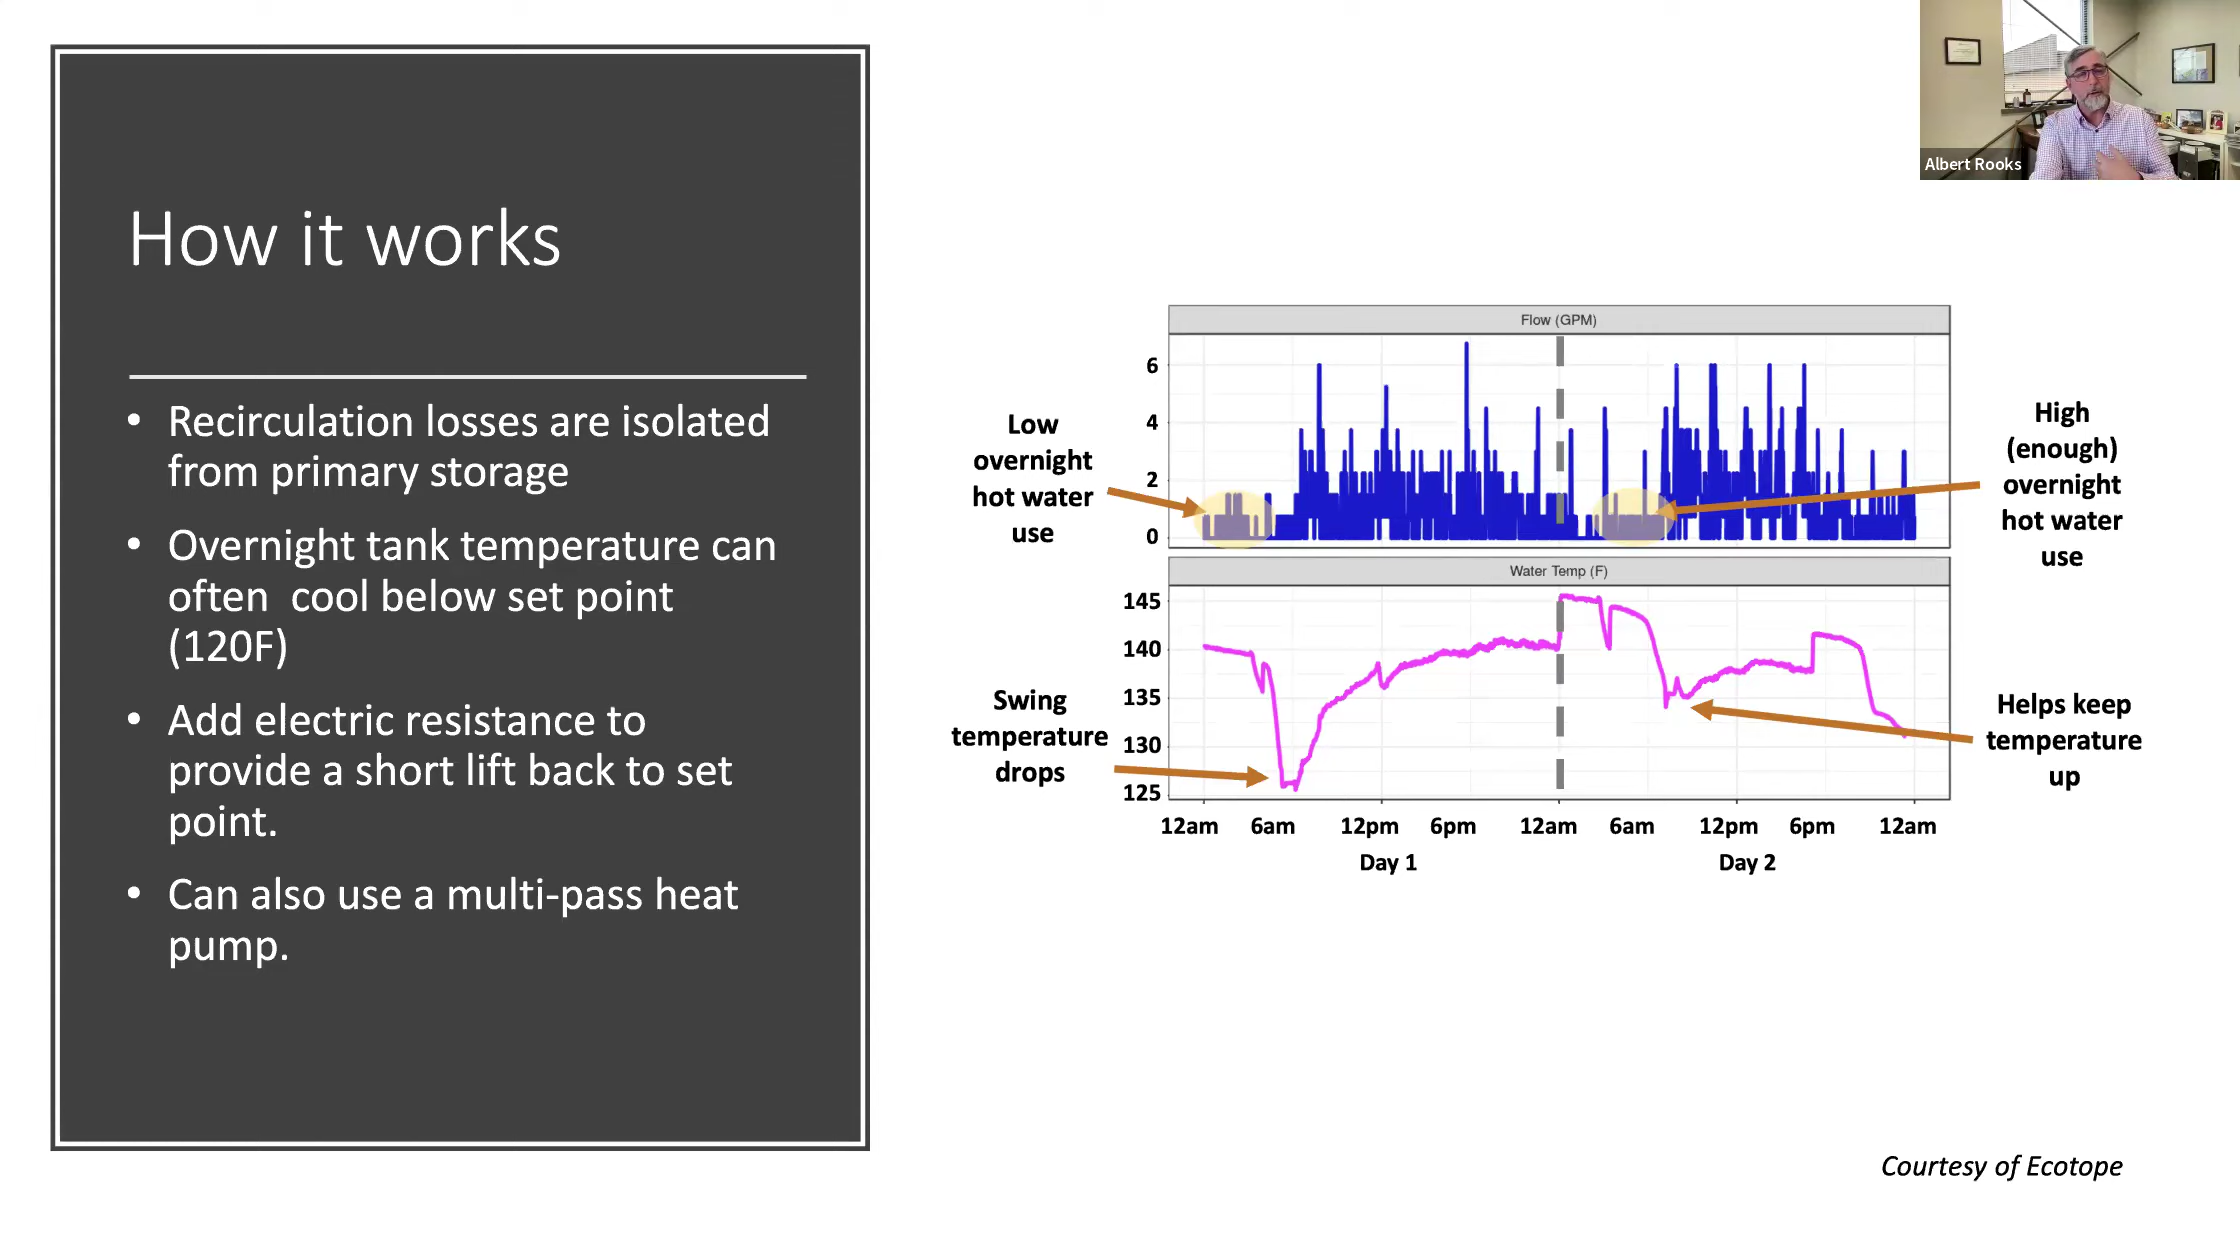 Albert Rooks
How it works
• Recirculation losses are isolated
from primary storage
• Overnight tank temperature can
often  cool below set point
(120F)
• Add electric resistance to
provide a short lift back to set
point.
• Can also use a multi-pass heat
pump.
Low
overnight
hot water
use
Swing
temperature
drops
Flow (GPM)
6
4
2
0
Water Temp (F)
145
140
135
130
125
12am 6am 12pm 6pm 12am 6am 12pm 6pm 12am
Day 1 Day 2
High
(enough)
overnight
hot water
use
Helps keep
temperature
up
Courtesy of Ecotope